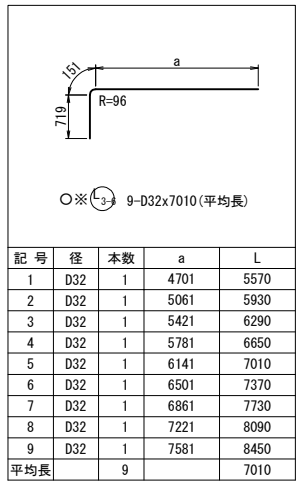 a
151
R=96
719
○※ L3-6 9-D32x7010(平均長)
記 号 径 本数 a L
1 D32 1 4701 5570
2 D32 1 5061 5930
3 D32 1 5421 6290
4 D32 1 5781 6650
5 D32 1 6141 7010
6 D32 1 6501 7370
7 D32 1 6861 7730
8 D32 1 7221 8090
9 D32 1 7581 8450
平均長 9 7010